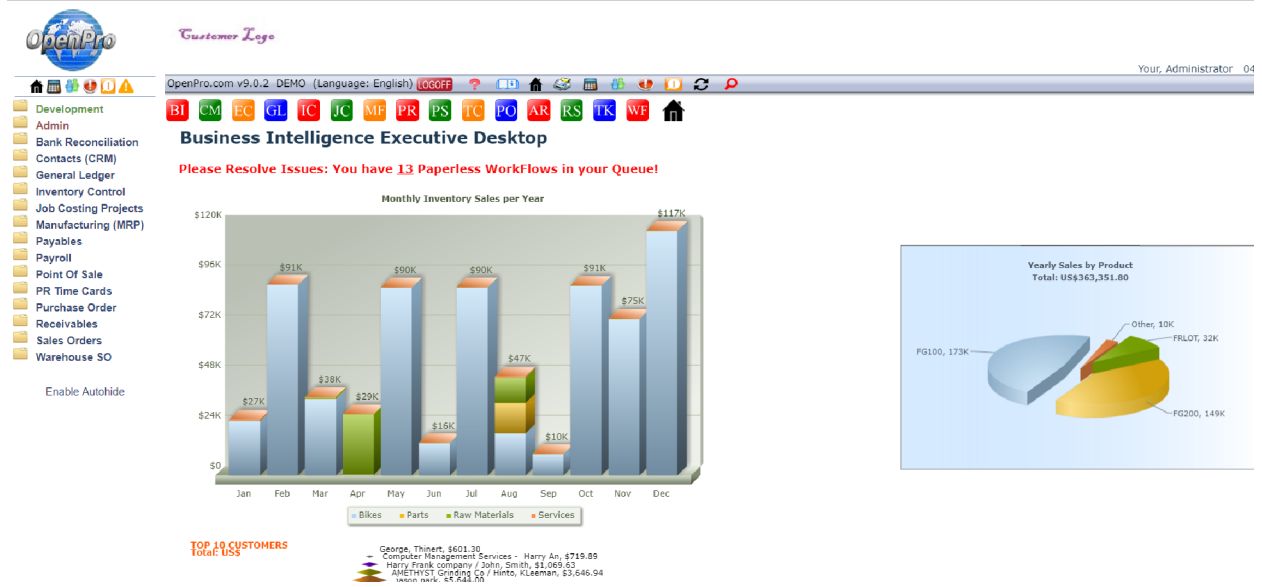 OpenPro
Customer Logo
Your, Administrator 04
OpenPro.com v9.0.2 DEMO (Language: English) LOGOFF ?
BI CM EC GL IC JC MF PR PS TC PO AR RS TK WF
Development
Admin
Bank Reconciliation
Contacts (CRM)
General Ledger
Inventory Control
Job Costing Projects
Manufacturing (MRP)
Payables
Payroll
Point Of Sale
PR Time Cards
Purchase Order
Receivables
Sales Orders
Warehouse SO
Enable Autohide
Business Intelligence Executive Desktop
Please Resolve Issues: You have 13 Paperless WorkFlows in your Queue!
Monthly Inventory Sales per Year
$120K
$96K
$72K
$48K
$24K
$0
$27K
$91K
$38K
$29K
$90K
$16K
$90K
$47K
$10K
$91K
$75K
$117K
Jan Feb Mar Apr May Jun Jul Aug Sep Oct Nov Dec
Bikes Parts Raw Materials Services
Yearly Sales by Product
Total: US$363,351.80
Other, 10K
FRLOT, 32K
FG100, 173K
FG200, 149K
TOP 10 CUSTOMERS
Total: US$
George, Thinert, $601.30
Computer Management Services - Harry An, $719.89
Harry Frank company / John, Smith, $1,069.63
AMETHYST Grinding Co / Hinto, KLeeman, $3,646.94
jason park, $5,644.00